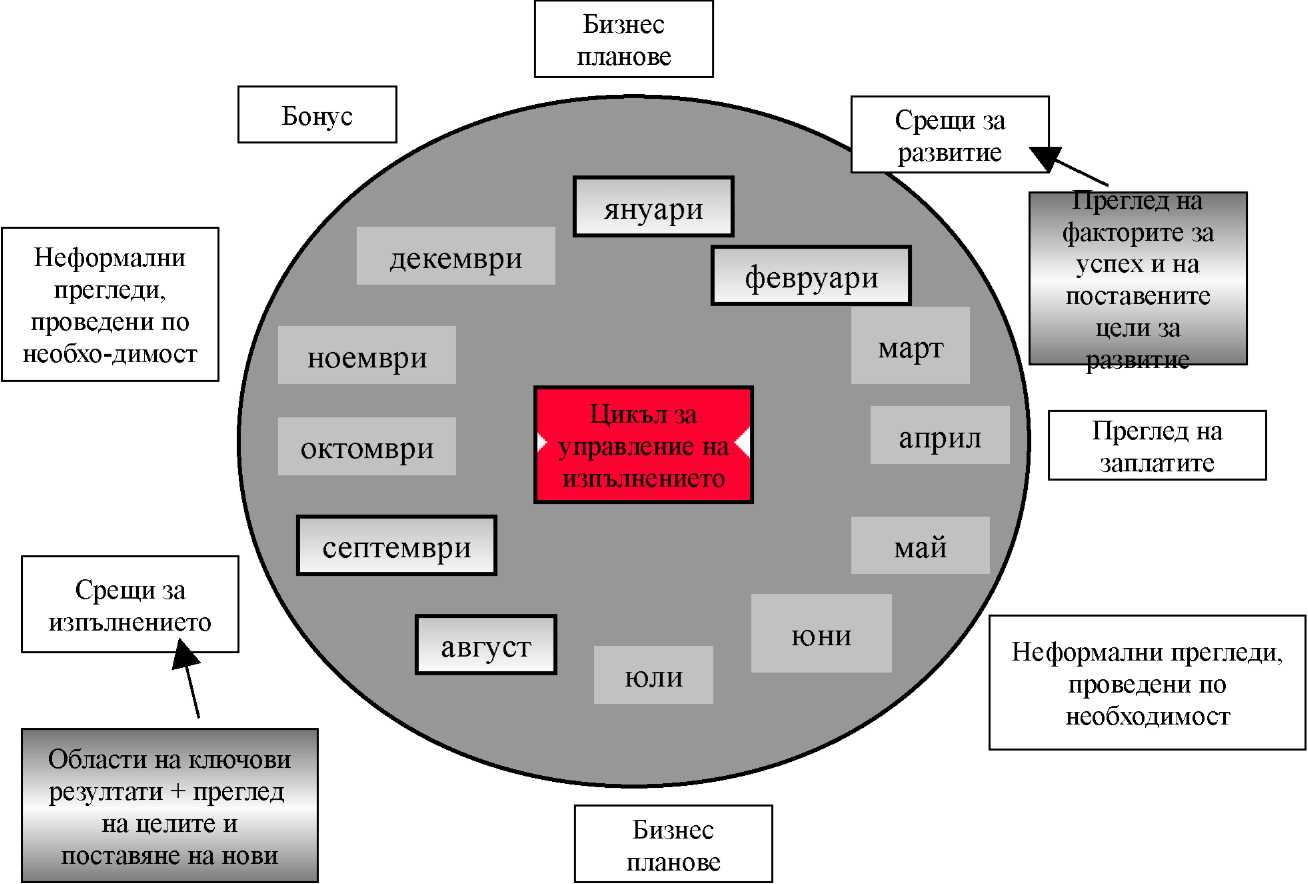 Бизнес
планове
Бонус
Срещи за
развитие
януари
Преглед на
факторите за
успех и на
поставените
цели за
развитие
декември
февруари
Неформални
прегледи,
проведени по
необхо-димост
ноември
март
Цикъл за
управление на
изпълнението
октомври
април
Преглед на
заплатите
септември
май
Срещи за
изпълнението
август
юни
юли
Неформални прегледи,
проведени по
необходимост
Области на ключови
резултати + преглед
на целите и
поставяне на нови
Бизнес
планове